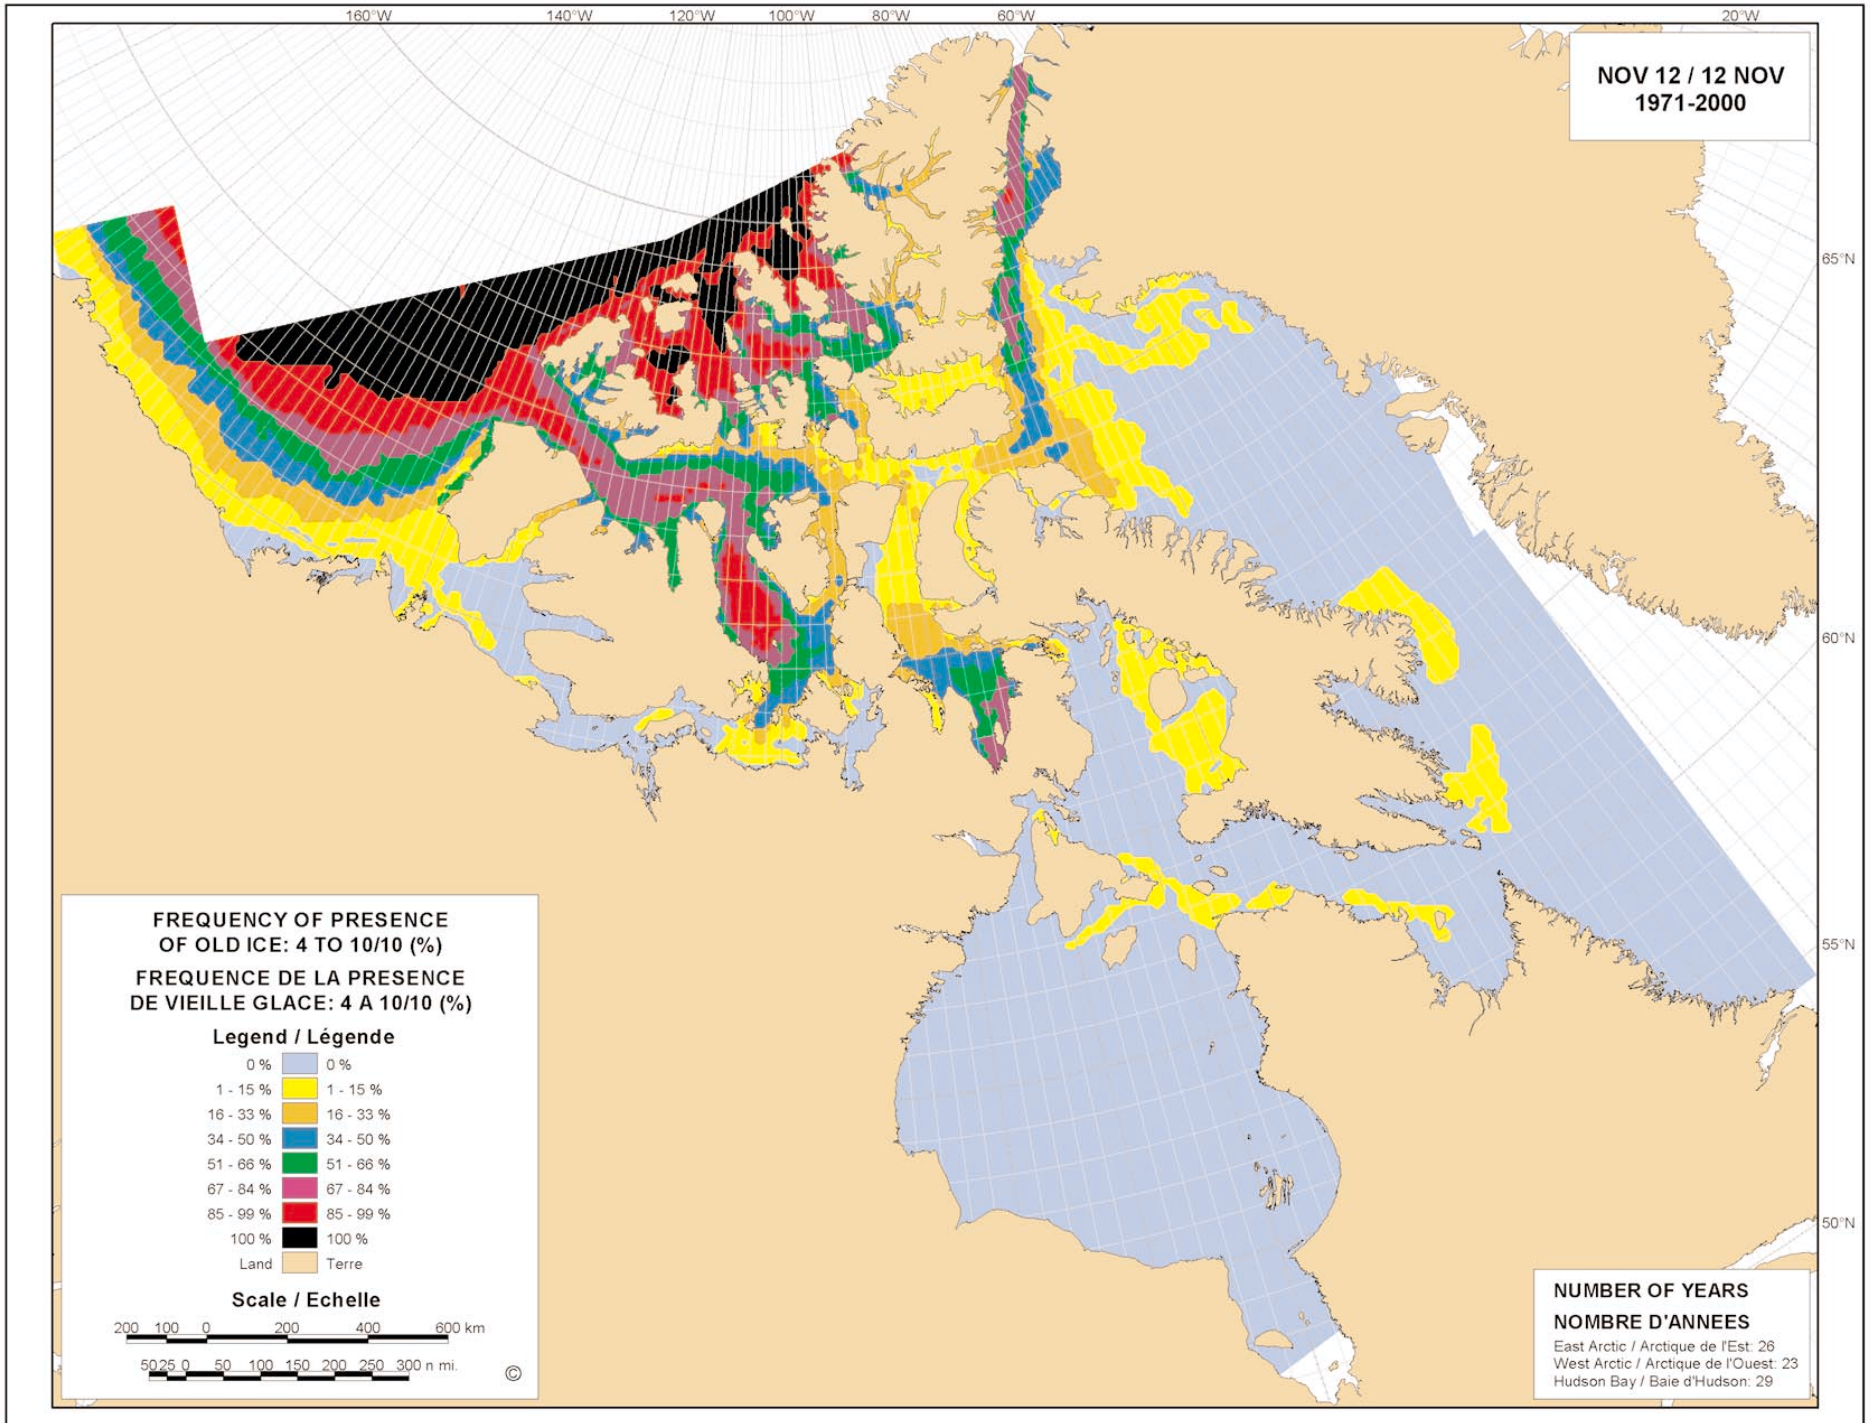 160°W 140°W 120°W 100°W 80°W 60°W 20°W
NOV 12 / 12 NOV
1971-2000
65°N
60°N
55°N
50°N
FREQUENCY OF PRESENCE
OF OLD ICE: 4 TO 10/10 (%)
FREQUENCE DE LA PRESENCE
DE VIEILLE GLACE: 4 A 10/10 (%)
Legend / Légende
0 % 0 %
1 - 15 % 1 - 15 %
16 - 33 % 16 - 33 %
34 - 50 % 34 - 50 %
51 - 66 % 51 - 66 %
67 - 84 % 67 - 84 %
85 - 99 % 85 - 99 %
100 % 100 %
Land Terre
Scale / Echelle
200 100 0 200 400 600 km
50 25 0 50 100 150 200 250 300 n mi.
©
NUMBER OF YEARS
NOMBRE D'ANNEES
East Arctic / Arctique de l'Est: 26
West Arctic / Arctique de l'Ouest: 23
Hudson Bay / Baie d'Hudson: 29